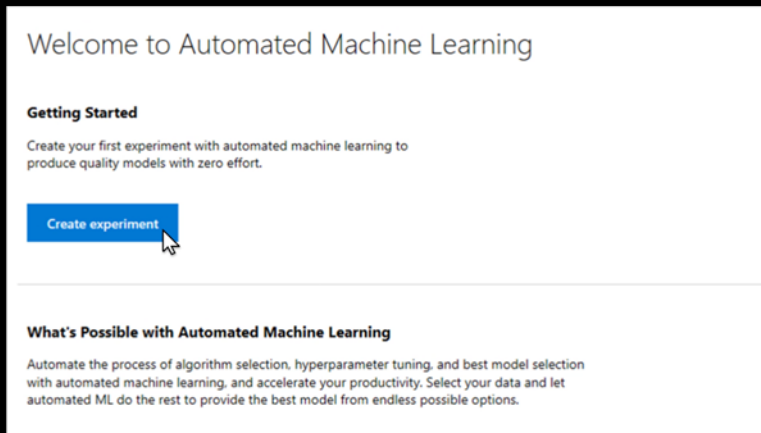 Welcome to Automated Machine Learning
Getting Started
Create your first experiment with automated machine learning to
produce quality models with zero effort.
Create experiment
What's Possible with Automated Machine Learning
Automate the process of algorithm selection, hyperparameter tuning, and best model selection
with automated machine learning, and accelerate your productivity. Select your data and let
automated ML do the rest to provide the best model from endless possible options.